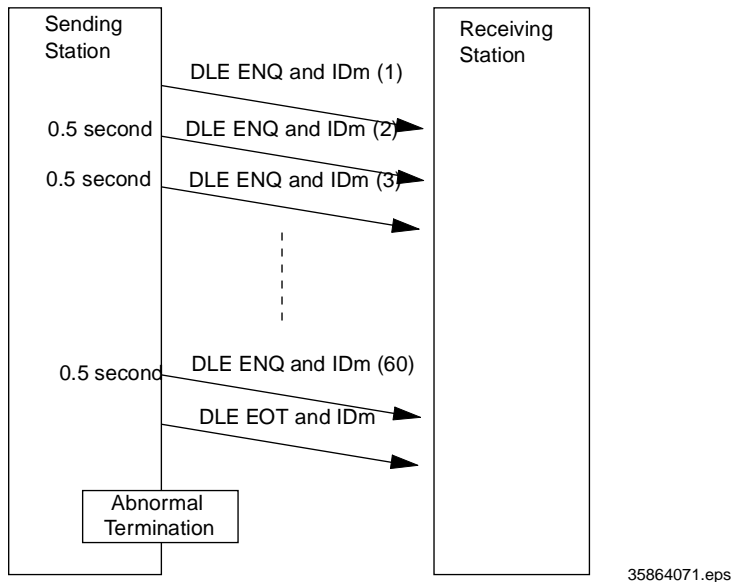 Sending
Station
Receiving
Station
DLE ENQ and IDm (1)
0.5 second
DLE ENQ and IDm (2)
0.5 second
DLE ENQ and IDm (3)
0.5 second
DLE ENQ and IDm (60)
DLE EOT and IDm
Abnormal
Termination
35864071.eps